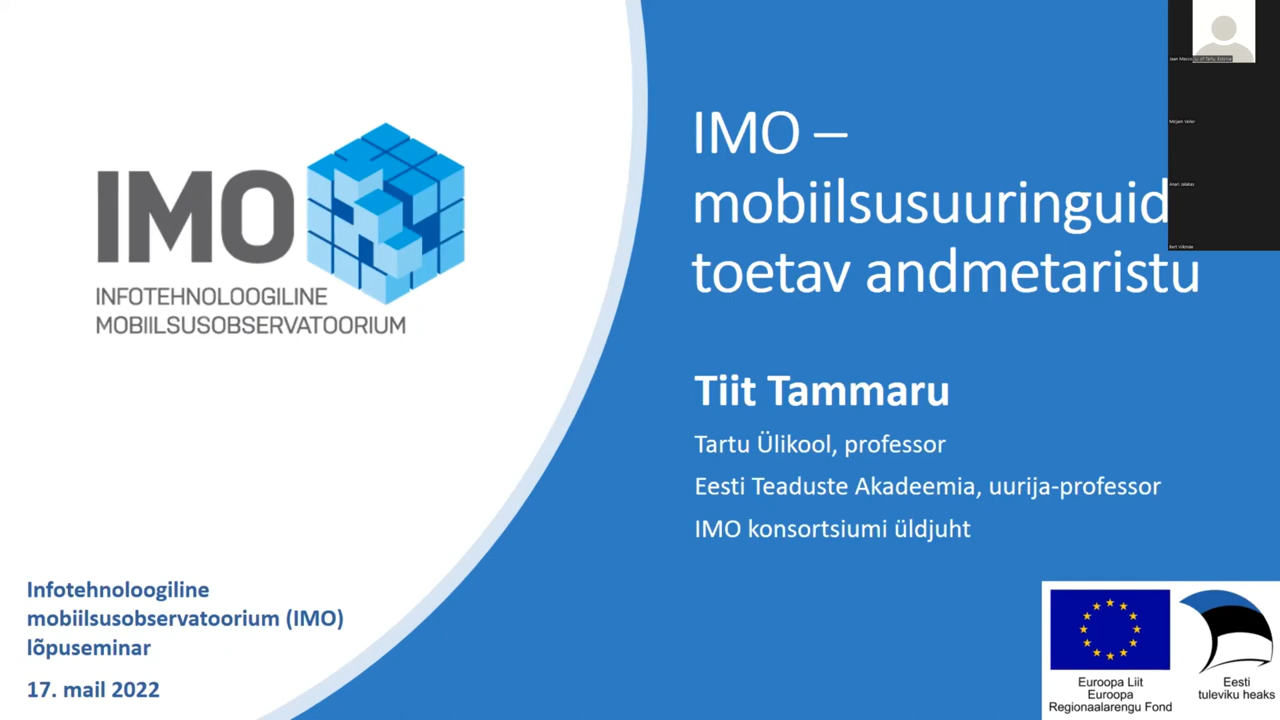 IMO
INFOTEHNOLOOGILINE
MOBIILSUSOBSERVATOORIUM
IMO –
mobiilsusuuringuid
toetav andmetaristu
Tiit Tammaru
Tartu Ülikool, professor
Eesti Teaduste Akadeemia, uurija-professor
IMO konsortsiumi üldjuht
Infotehnoloogiline
mobiilsusobservatoorium (IMO)
lõpuseminar
17. mail 2022
Euroopa Liit
Euroopa
Regionaalarengu Fond
Eesti
tuleviku heaks